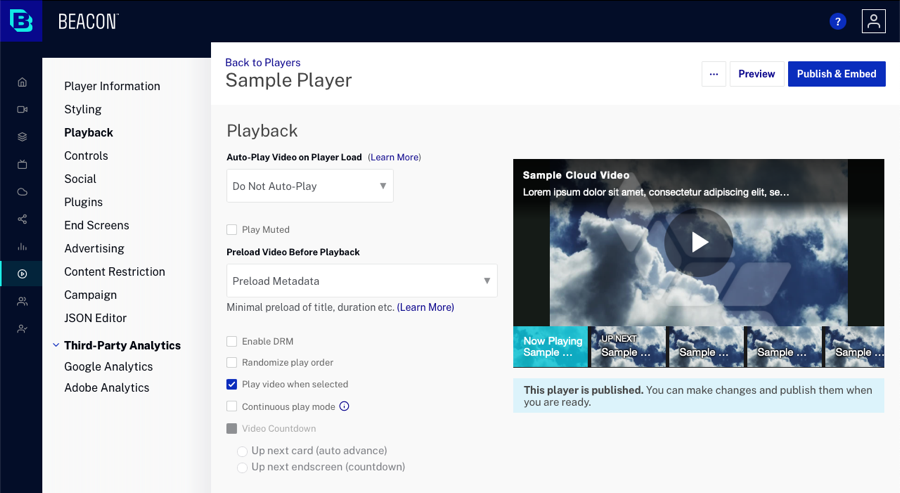 BEACON
?
Back to Players
Sample Player
...
Preview
Publish & Embed
Player Information
Styling
Playback
Controls
Social
Plugins
End Screens
Advertising
Content Restriction
Campaign
JSON Editor
Third-Party Analytics
Google Analytics
Adobe Analytics
Playback
Auto-Play Video on Player Load (Learn More)
Do Not Auto-Play
Play Muted
Preload Video Before Playback
Preload Metadata
Minimal preload of title, duration etc. (Learn More)
Enable DRM
Randomize play order
Play video when selected
Continuous play mode
Video Countdown
Up next card (auto advance)
Up next endscreen (countdown)
Sample Cloud Video
Lorem ipsum dolor sit amet, consectetur adipiscing elit, se...
Now Playing
Sample ...
UP NEXT
Sample ...
Sample ...
Sample ...
Sample ...
This player is published. You can make changes and publish them when
you are ready.